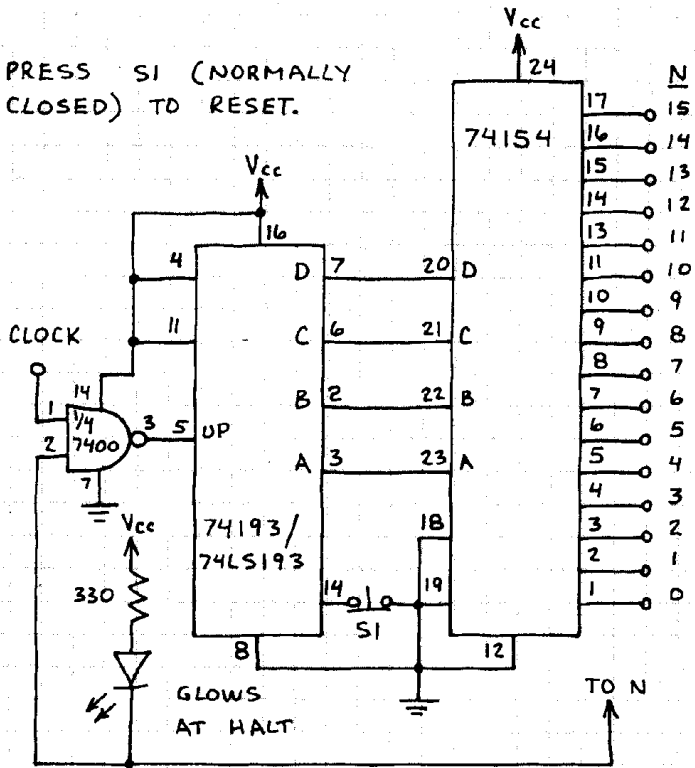 PRESS S1 (NORMALLY
CLOSED) TO RESET.
Vcc
24
N
74154
17 15
16 14
15 13
14 12
13 11
11 10
10 9
9 8
8 7
7 6
6 5
5 4
4 3
3 2
2 1
1 0
Vcc
16
4
D 7 20 D
11
C 6 21 C
CLOCK
14
B 2 22 B
1
2
1/4
7400
3 5 UP
7
A 3 23 A
Vcc
74193/
74LS193
18
330
14
19
S1
8
12
GLOWS
AT HALT
TO N